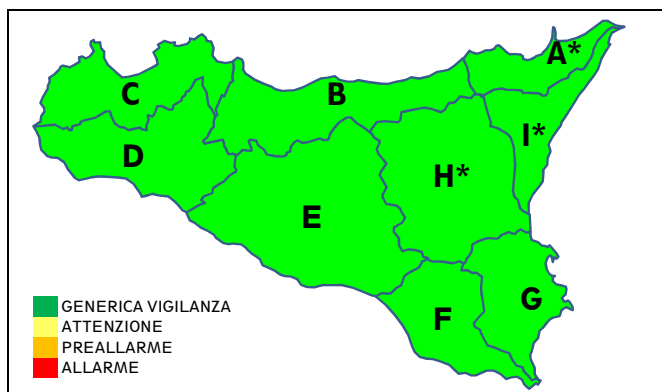 A*
C
B
I*
D
H*
E
G
F
GENERICA VIGILANZA
ATTENZIONE
PREALLARME
ALLARME